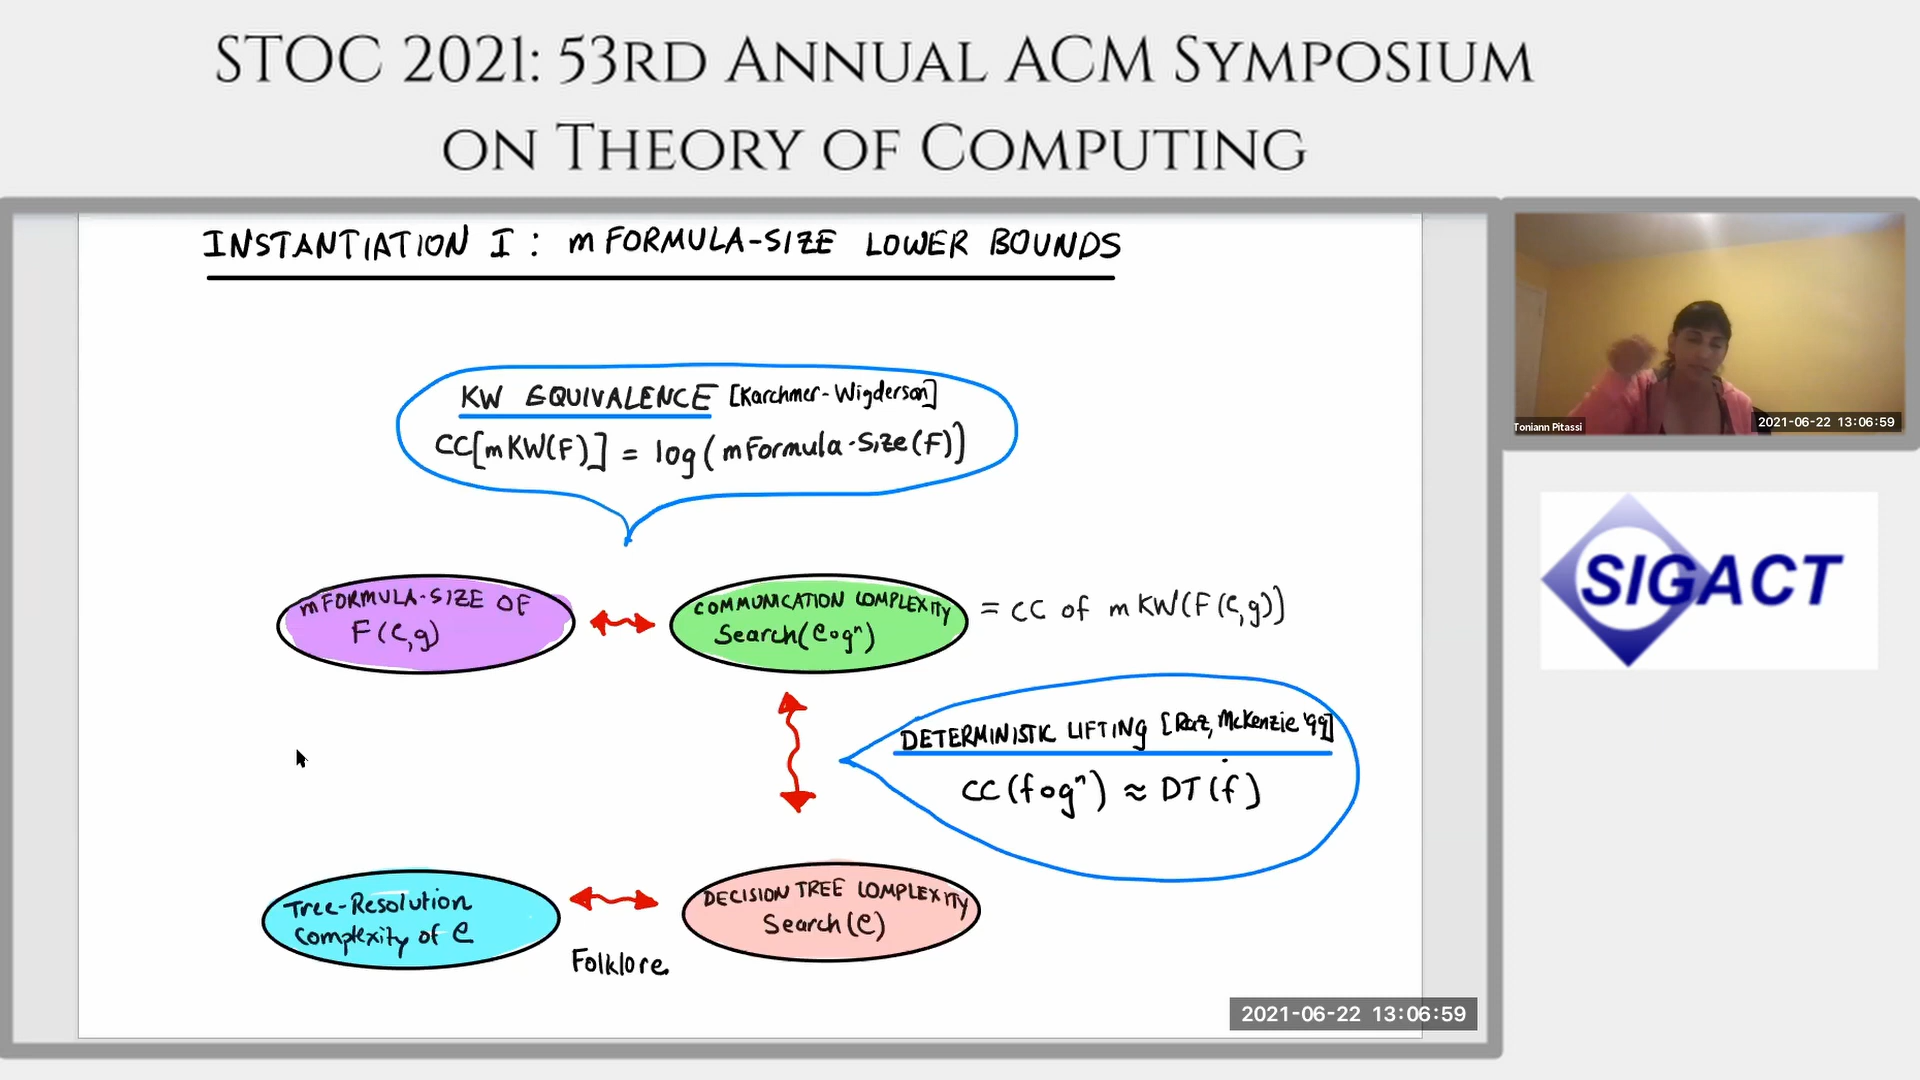 STOC 2021: 53RD ANNUAL ACM SYMPOSIUM
ON THEORY OF COMPUTING
INSTANTIATION I: mFORMULA-SIZE LOWER BOUNDS
KW EQUIVALENCE [Karchmer-Wigderson]
CC[mKW(F)] = log(mFormula-Size(F)]
mFORMULA-SIZE OF
F(C,g)
COMMUNICATION COMPLEXITY
Search(C∘gⁿ)
= CC of mKW(F(C,g))
DETERMINISTIC LIFTING [Raz, McKenzie '99]
CC(f∘gⁿ) ≈ DT(f)
Tree-Resolution
Complexity of C
Folklore
DECISION TREE COMPLEXITY
Search(C)
2021-06-22 13:06:59
Toniann Pitassi
2021-06-22 13:06:59
SIGACT